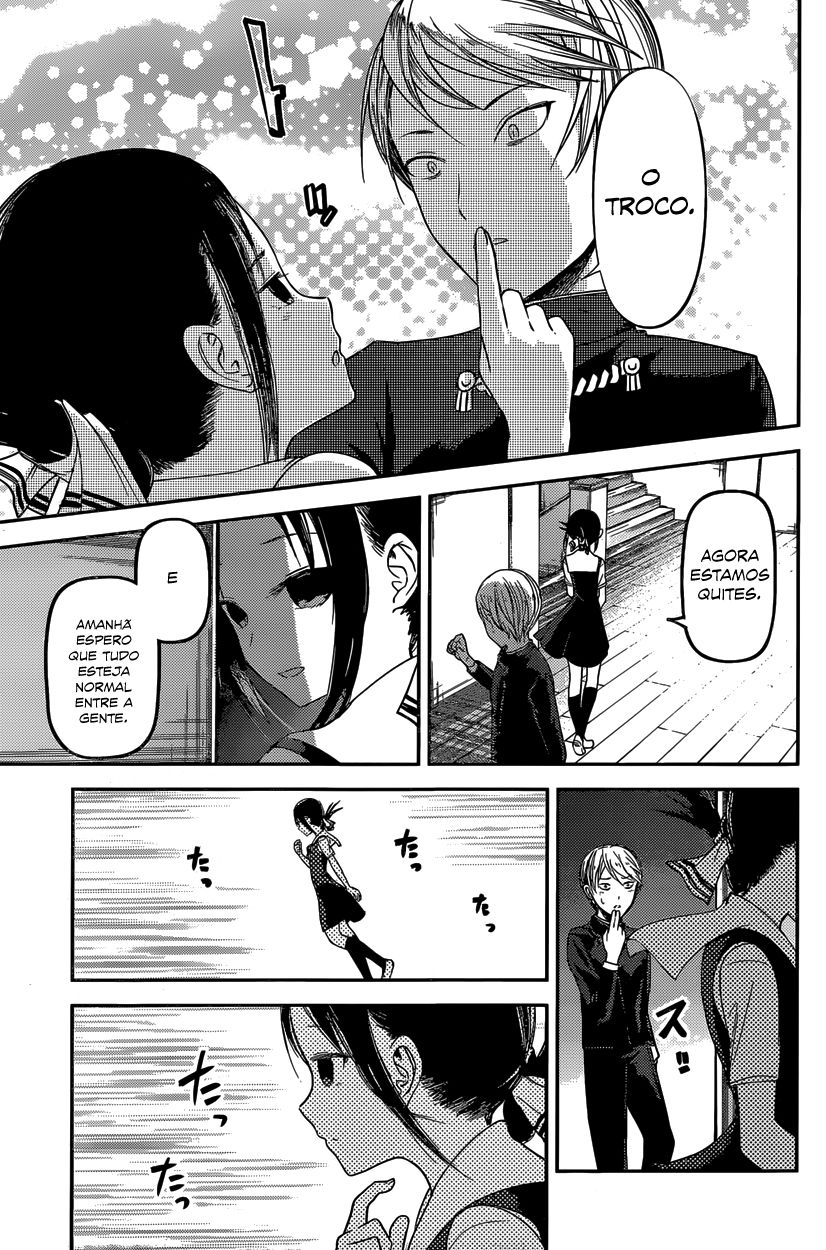 O
TROCO.
AGORA
ESTAMOS
QUITES.
E
AMANHÃ
ESPERO
QUE TUDO
ESTEJA
NORMAL
ENTRE A
GENTE.
ズ
たっ
たっ
たっ
たっ
たっ